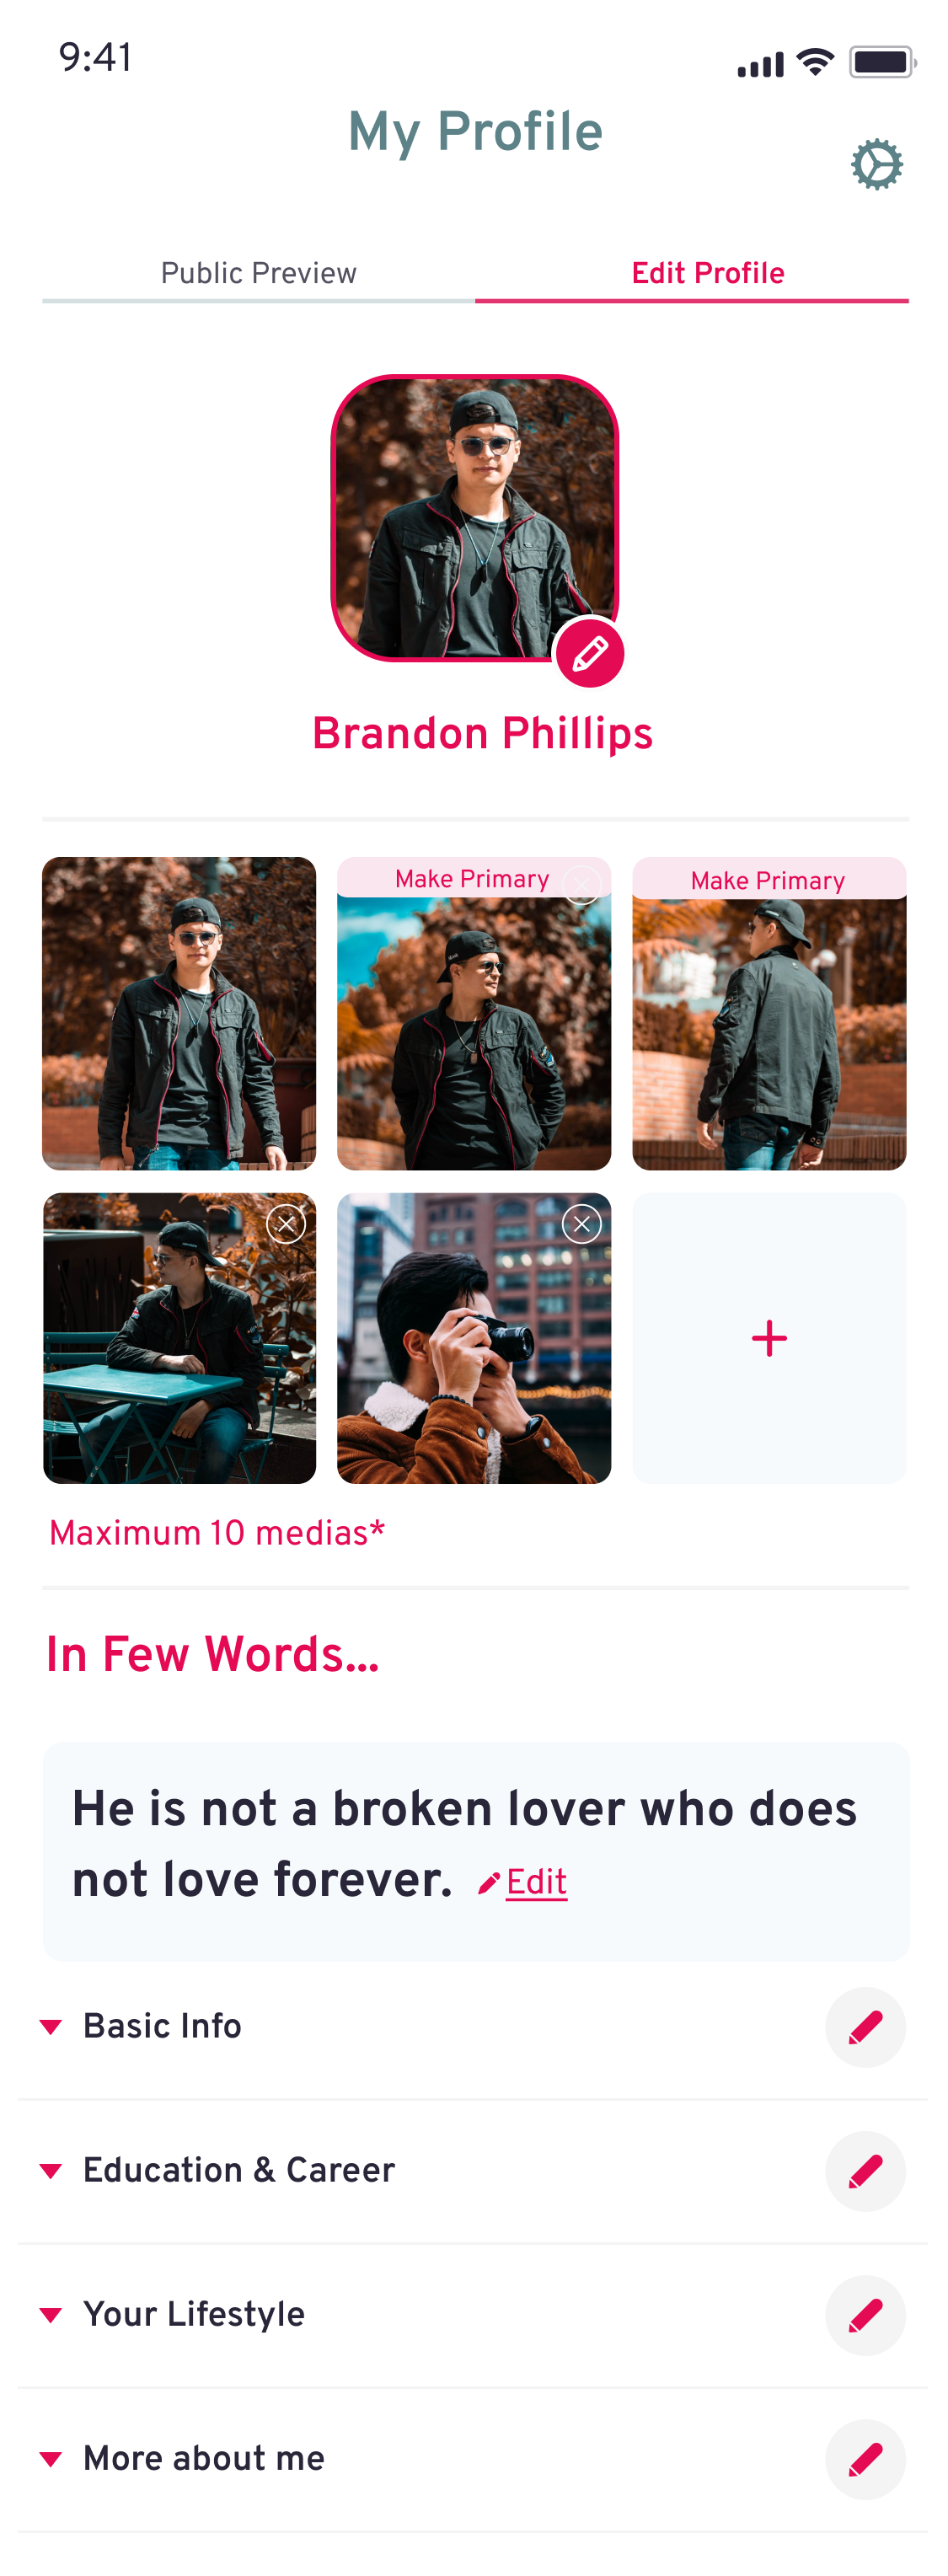 9:41
My Profile
Public Preview
Edit Profile
Brandon Phillips
Make Primary
Make Primary
Maximum 10 medias*
In Few Words...
He is not a broken lover who does
not love forever. Edit
Basic Info
Education & Career
Your Lifestyle
More about me